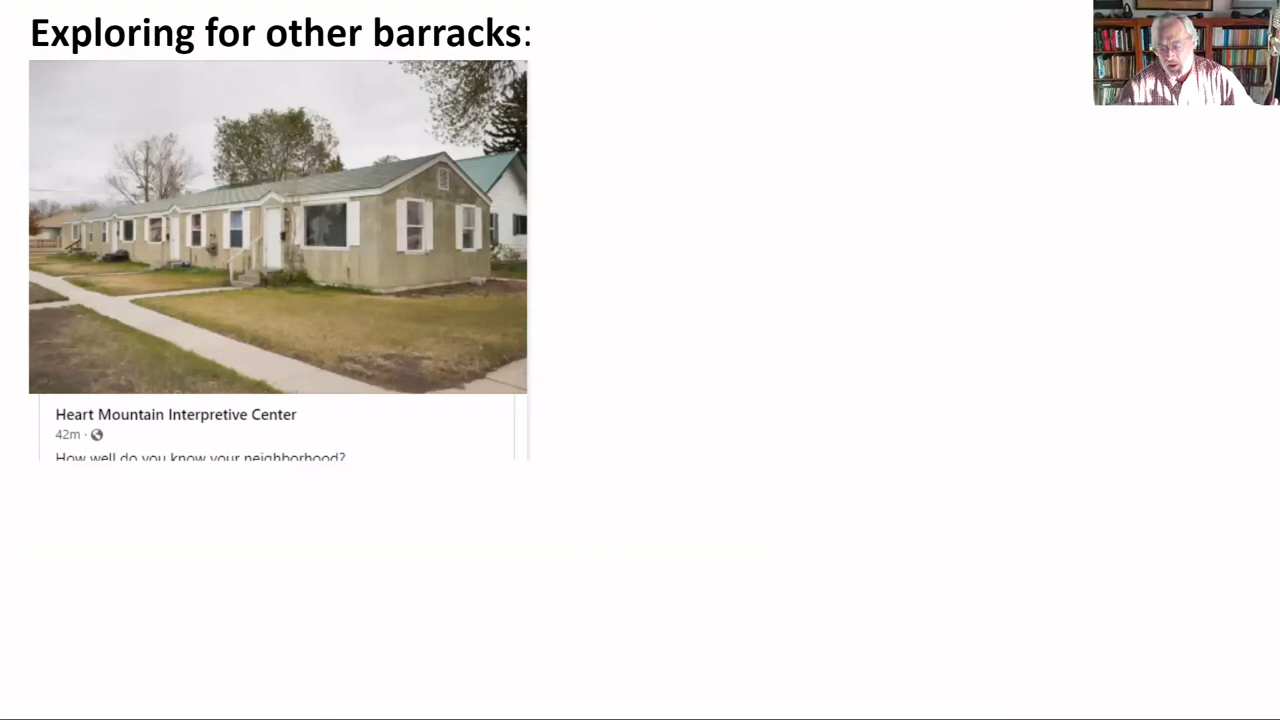 Exploring for other barracks:
Heart Mountain Interpretive Center
42m ·
How well do you know your neighborhood?